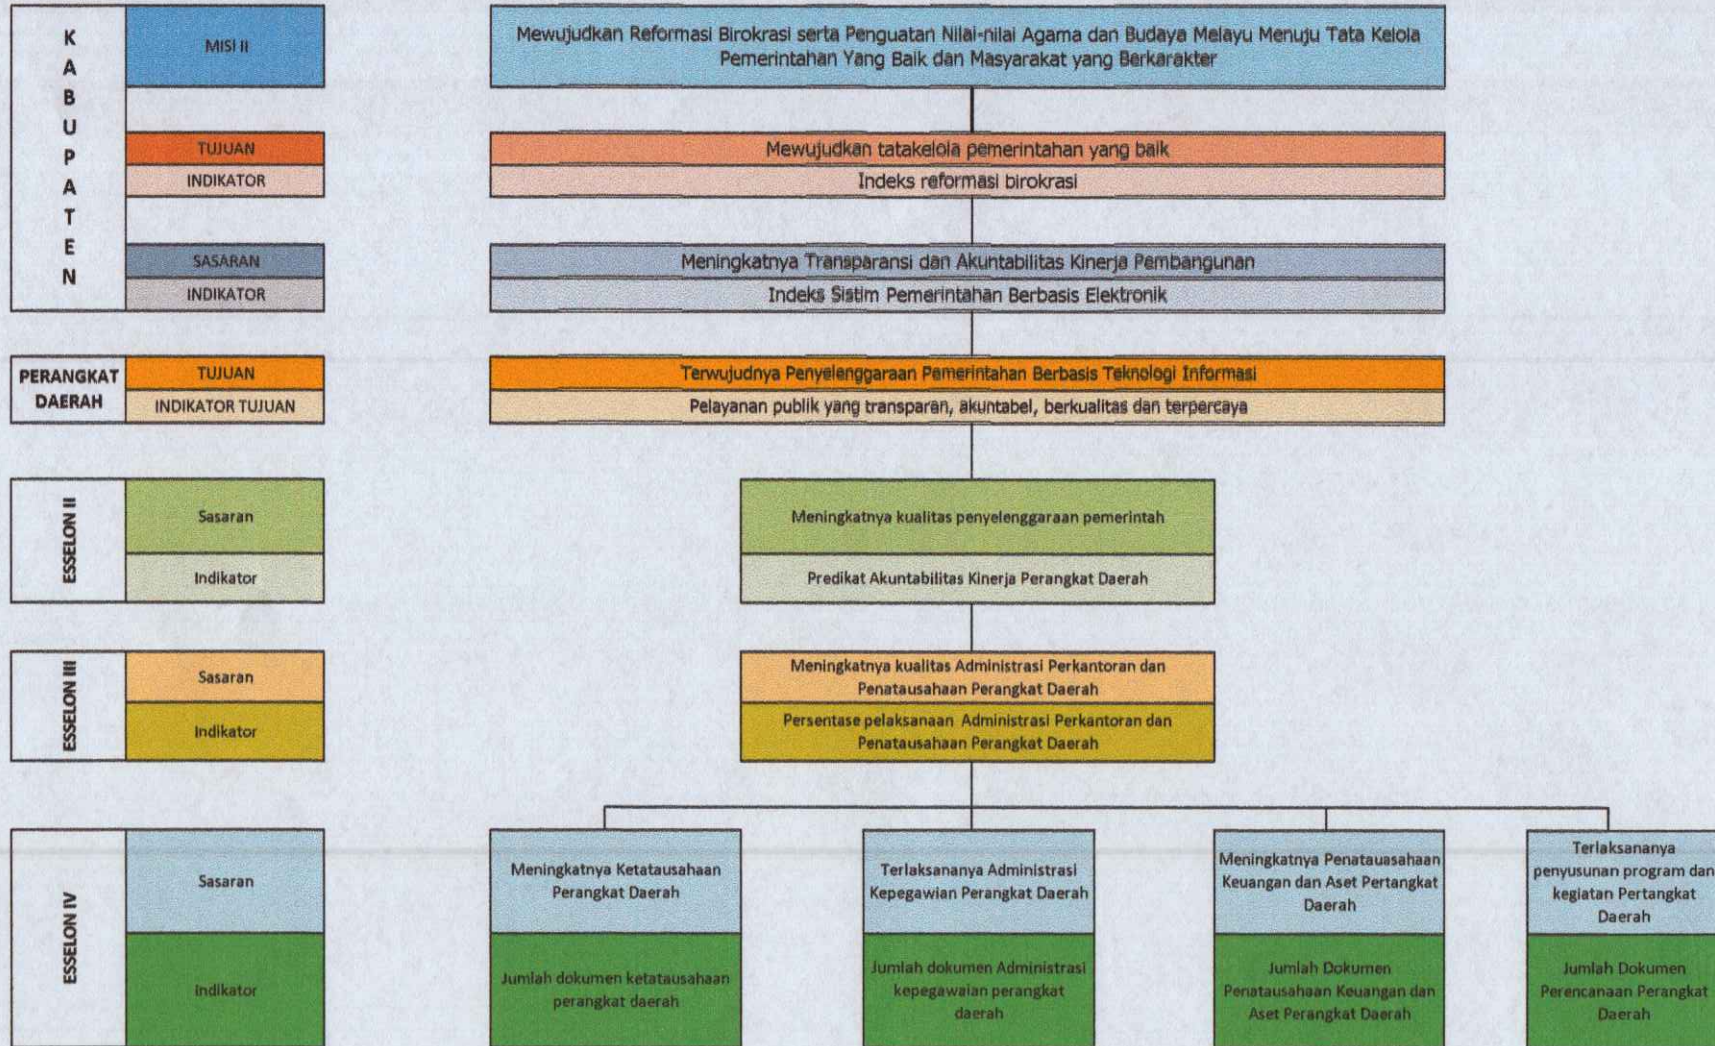 KABUPATEN
MISI II
Mewujudkan Reformasi Birokrasi serta Penguatan Nilai-nilai Agama dan Budaya Melayu Menuju Tata Kelola
Pemerintahan Yang Baik dan Masyarakat yang Berkarakter
TUJUAN
Mewujudkan tatakelola pemerintahan yang baik
INDIKATOR
Indeks reformasi birokrasi
SASARAN
Meningkatnya Transparansi dan Akuntabilitas Kinerja Pembangunan
INDIKATOR
Indeks Sistim Pemerintahan Berbasis Elektronik
PERANGKAT
DAERAH
TUJUAN
Terwujudnya Penyelenggaraan Pemerintahan Berbasis Teknologi Informasi
INDIKATOR TUJUAN
Pelayanan publik yang transparan, akuntabel, berkualitas dan terpercaya
ESSELON II
Sasaran
Meningkatnya kualitas penyelenggaraan pemerintah
Indikator
Predikat Akuntabilitas Kinerja Perangkat Daerah
ESSELON III
Sasaran
Meningkatnya kualitas Administrasi Perkantoran dan
Penatausahaan Perangkat Daerah
Indikator
Persentase pelaksanaan Administrasi Perkantoran dan
Penatausahaan Perangkat Daerah
ESSELON IV
Sasaran
Meningkatnya Ketatausahaan
Perangkat Daerah
Terlaksananya Administrasi
Kepegawian Perangkat Daerah
Meningkatnya Penatauasahaan
Keuangan dan Aset Pertangkat
Daerah
Terlaksananya
penyusunan program dan
kegiatan Pertangkat
Daerah
Indikator
Jumlah dokumen ketatausahaan
perangkat daerah
Jumlah dokumen Administrasi
kepegawaian perangkat
daerah
Jumlah Dokumen
Penatausahaan Keuangan dan
Aset Perangkat Daerah
Jumlah Dokumen
Perencanaan Perangkat
Daerah